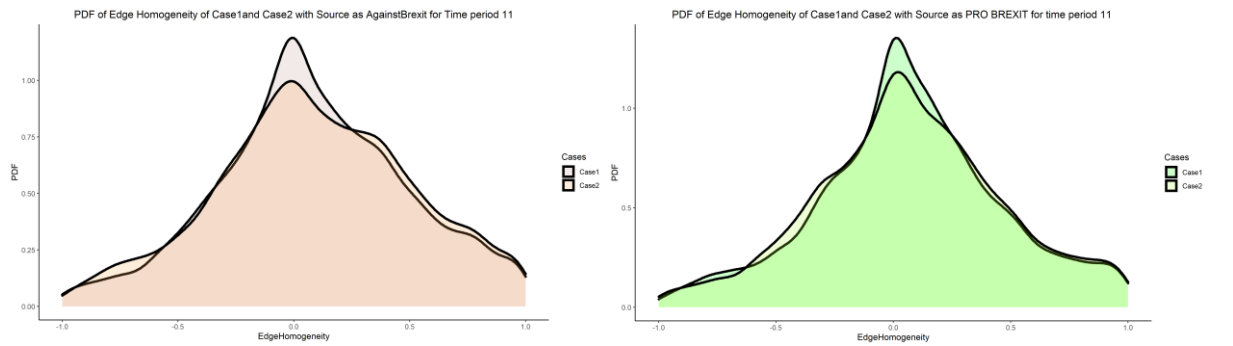 PDF of Edge Homogeneity of Case1and Case2 with Source as AgainstBrexit for Time period 11
PDF
1.00
0.75
0.50
0.25
0.00
-1.0 -0.5 0.0 0.5 1.0
EdgeHomogeneity
Cases
Case1
Case2
PDF of Edge Homogeneity of Case1and Case2 with Source as PRO BREXIT for time period 11
PDF
1.0
0.5
0.0
-1.0 -0.5 0.0 0.5 1.0
EdgeHomogeneity
Cases
Case1
Case2